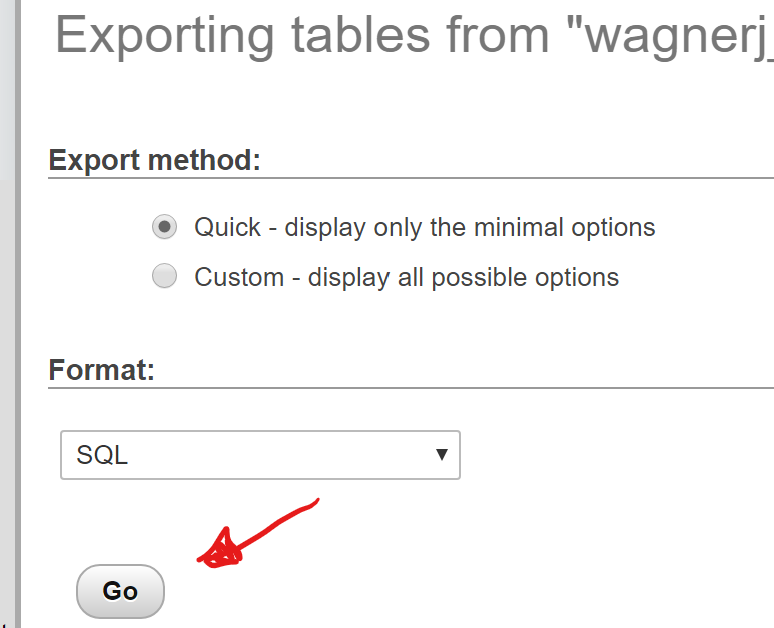 Exporting tables from "wagnerj_
Export method:
Quick - display only the minimal options
Custom - display all possible options
Format:
SQL
Go